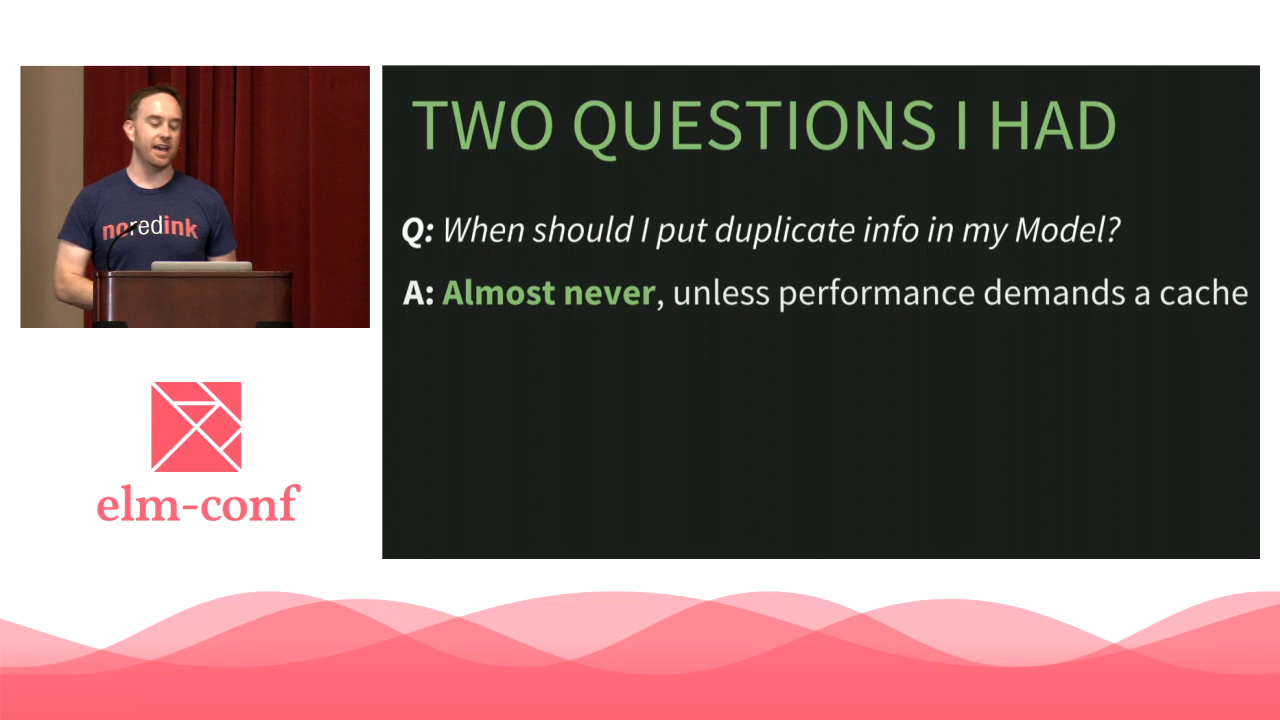 TWO QUESTIONS I HAD
Q: When should I put duplicate info in my Model?
A: Almost never, unless performance demands a cache
noredink
elm-conf